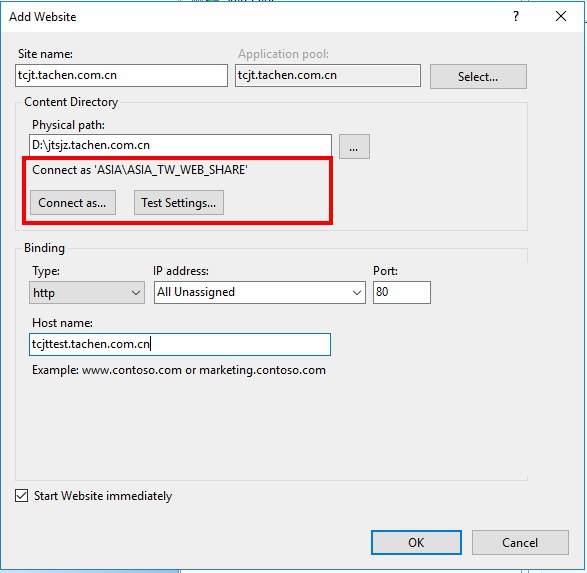 Add Website
Site name:
Application pool:
tcjt.tachen.com.cn
tcjt.tachen.com.cn
Select...
Content Directory
Physical path:
D:\jtsjz.tachen.com.cn
...
Connect as 'ASIA\ASIA_TW_WEB_SHARE'
Connect as...
Test Settings...
Binding
Type:
IP address:
Port:
http
All Unassigned
80
Host name:
tcjttest.tachen.com.cn
Example: www.contoso.com or marketing.contoso.com
Start Website immediately
OK
Cancel